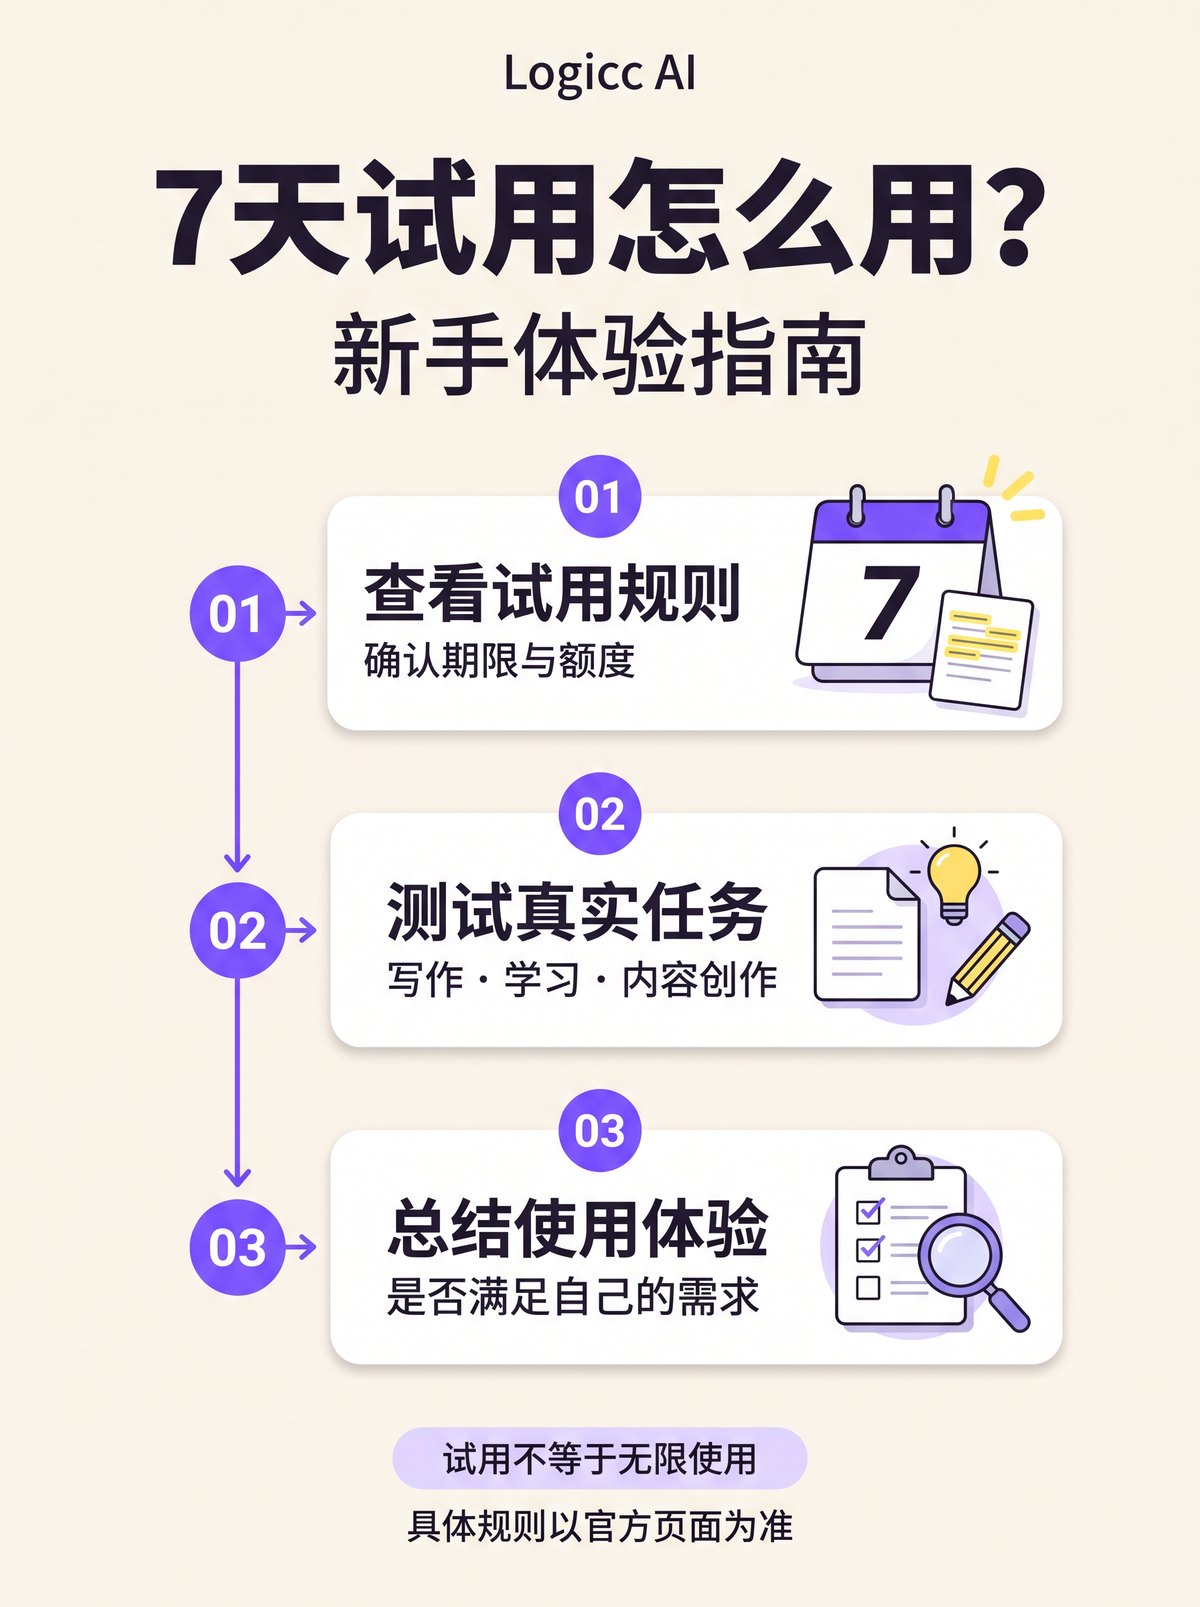 Logicc AI
7天试用怎么用？
新手体验指南
01
01
查看试用规则
确认期限与额度
7
02
02
测试真实任务
写作·学习·内容创作
03
03
总结使用体验
是否满足自己的需求
试用不等于无限使用
具体规则以官方页面为准